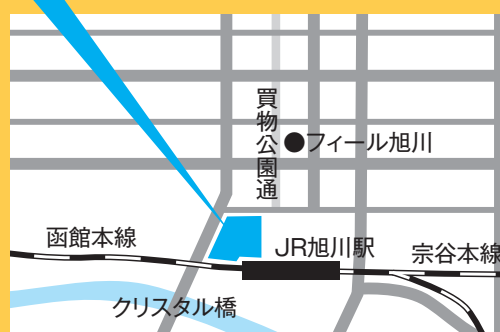 買物公園通
フィール旭川
函館本線
JR旭川駅
宗谷本線
クリスタル橋